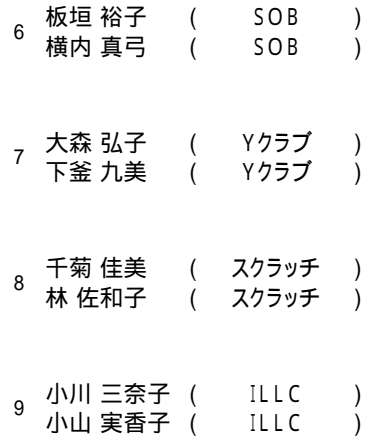 6
板垣 裕子 ( SOB )
横内 真弓 ( SOB )
7
大森 弘子 ( Yクラブ )
下釜 九美 ( Yクラブ )
8
千菊 佳美 ( スクラッチ )
林 佐和子 ( スクラッチ )
9
小川 三奈子 ( ILLC )
小山 実香子 ( ILLC )